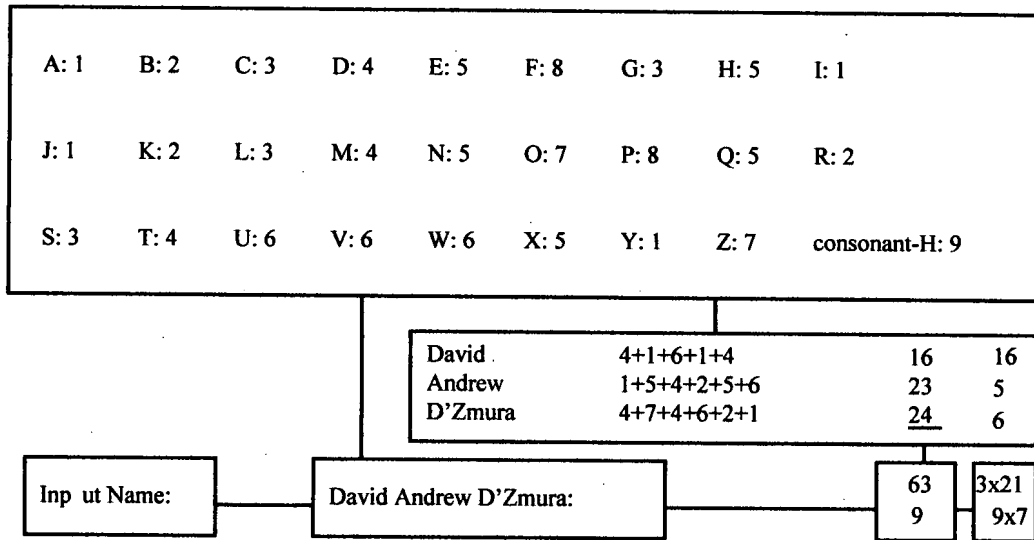 A: 1 B: 2 C: 3 D: 4 E: 5 F: 8 G: 3 H: 5 I: 1
J: 1 K: 2 L: 3 M: 4 N: 5 O: 7 P: 8 Q: 5 R: 2
S: 3 T: 4 U: 6 V: 6 W: 6 X: 5 Y: 1 Z: 7 consonant-H: 9
David 4+1+6+1+4 16 16
Andrew 1+5+4+2+5+6 23 5
D'Zmura 4+7+4+6+2+1 24 6
Inp ut Name: David Andrew D'Zmura: 63 3x21
9 9x7